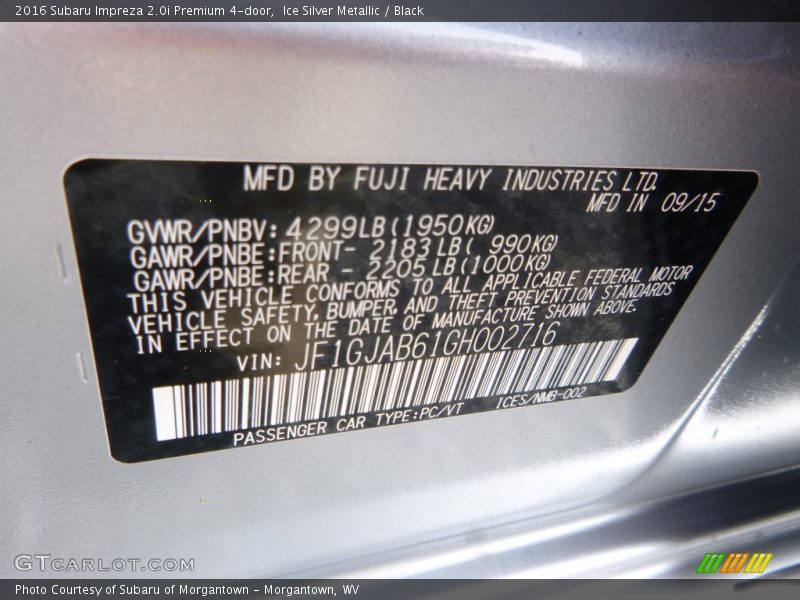 2016 Subaru Impreza 2.0i Premium 4-door, Ice Silver Metallic / Black
MFD BY FUJI HEAVY INDUSTRIES LTD.
MFD IN 09/15
GVWR/PNBV: 4299LB (1950KG)
GAWR/PNBE: FRONT- 2183LB ( 990KG)
GAWR/PNBE: REAR - 2205LB (1000KG)
THIS VEHICLE CONFORMS TO ALL APPLICABLE FEDERAL MOTOR
VEHICLE SAFETY, BUMPER, AND THEFT PREVENTION STANDARDS
IN EFFECT ON THE DATE OF MANUFACTURE SHOWN ABOVE.
VIN: JF1GJAB61GH002716
PASSENGER CAR TYPE: PC/VT ICES/NMB-002
GTCARLOT.COM
Photo Courtesy of Subaru of Morgantown - Morgantown, WV